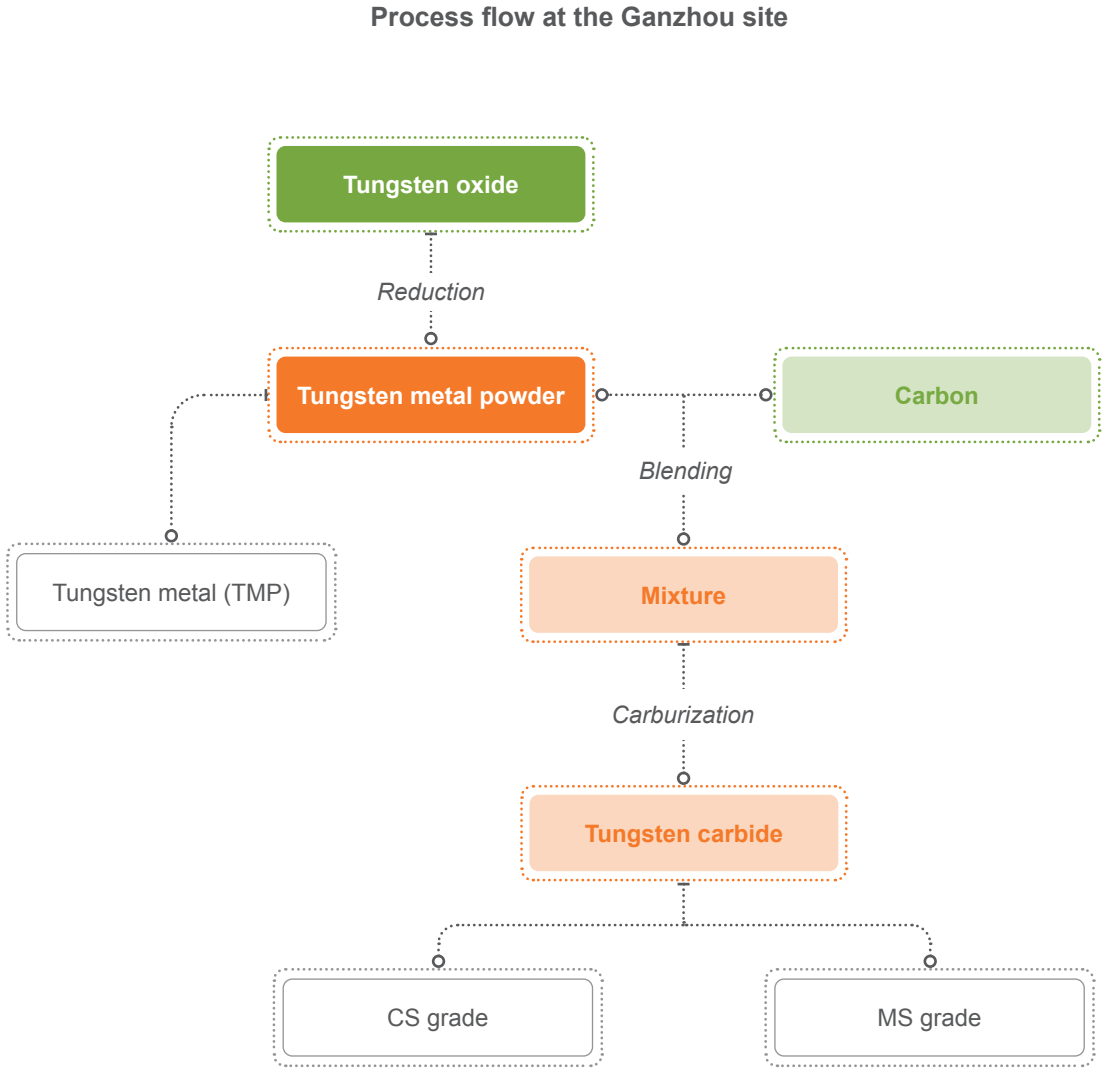 Process flow at the Ganzhou site
Tungsten oxide
Reduction
Tungsten metal powder
Carbon
Blending
Tungsten metal (TMP)
Mixture
Carburization
Tungsten carbide
CS grade
MS grade